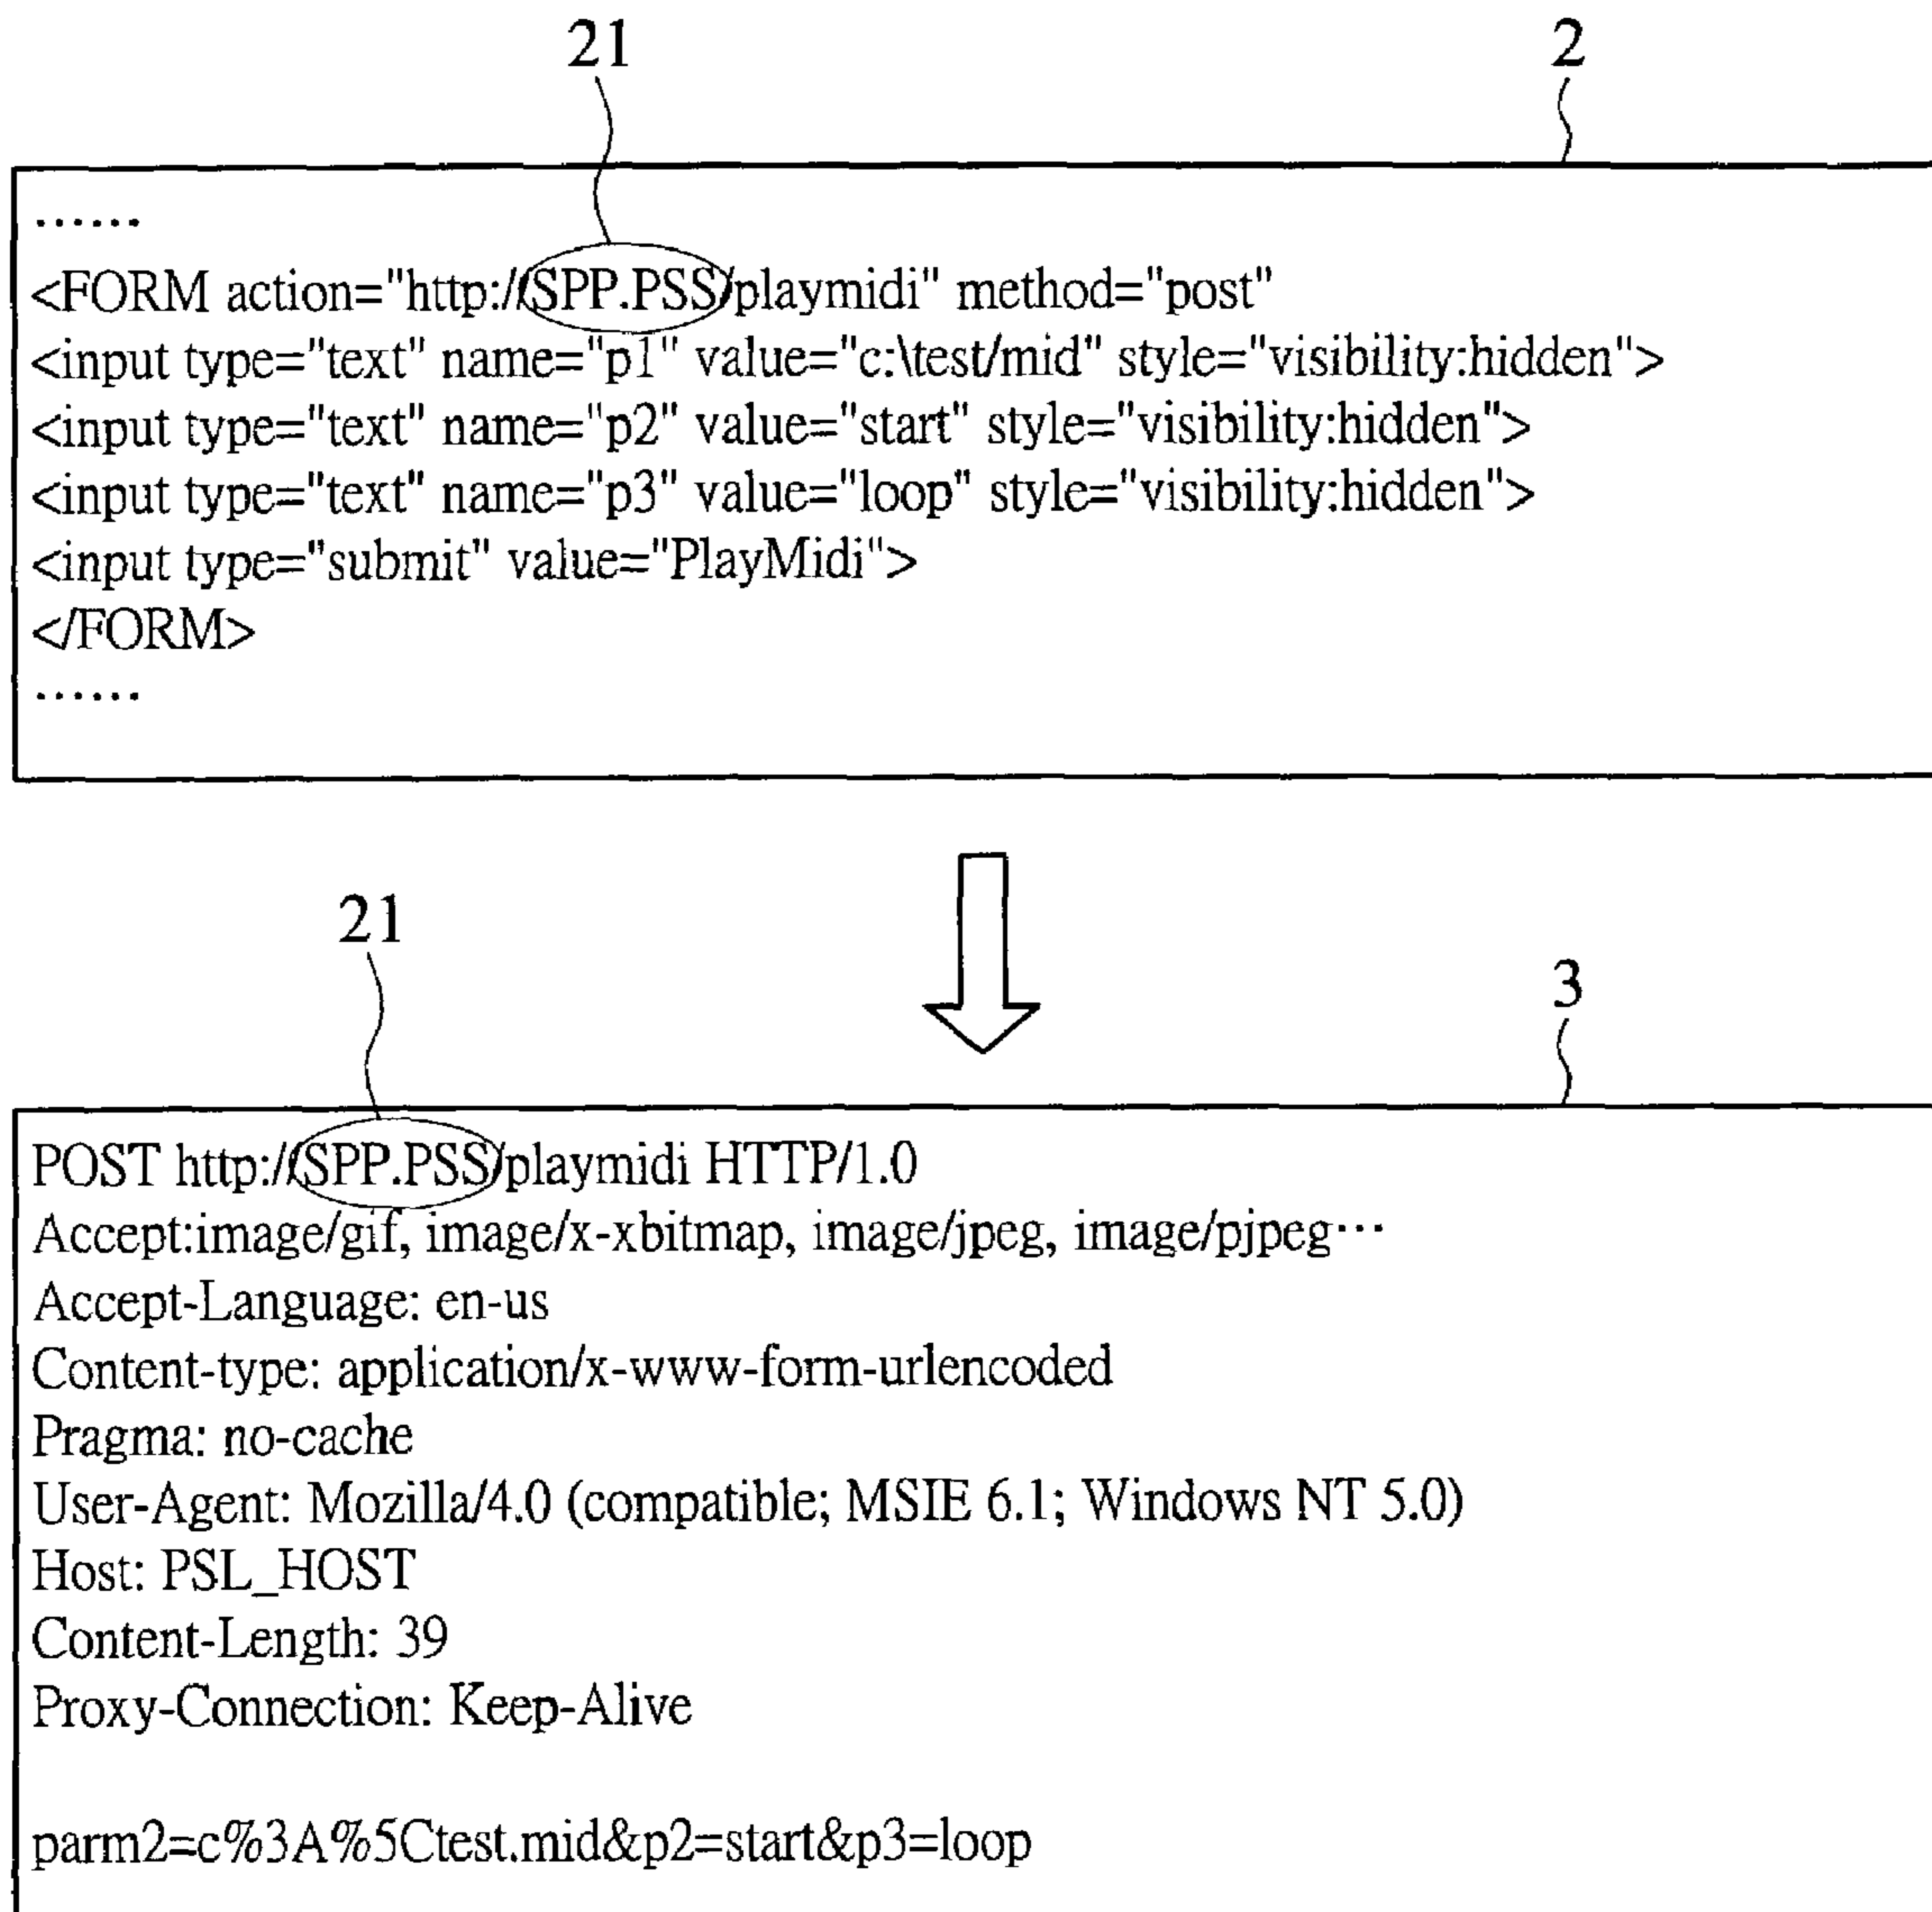 21
2
......
<FORM action="http://SPP.PSS/playmidi" method="post"
<input type="text" name="p1" value="c:\test/mid" style="visibility:hidden">
<input type="text" name="p2" value="start" style="visibility:hidden">
<input type="text" name="p3" value="loop" style="visibility:hidden">
<input type="submit" value="PlayMidi">
</FORM>
......
21
3
POST http://SPP.PSS/playmidi HTTP/1.0
Accept:image/gif, image/x-xbitmap, image/jpeg, image/pjpeg···
Accept-Language: en-us
Content-type: application/x-www-form-urlencoded
Pragma: no-cache
User-Agent: Mozilla/4.0 (compatible; MSIE 6.1; Windows NT 5.0)
Host: PSL_HOST
Content-Length: 39
Proxy-Connection: Keep-Alive
parm2=c%3A%5Ctest.mid&p2=start&p3=loop